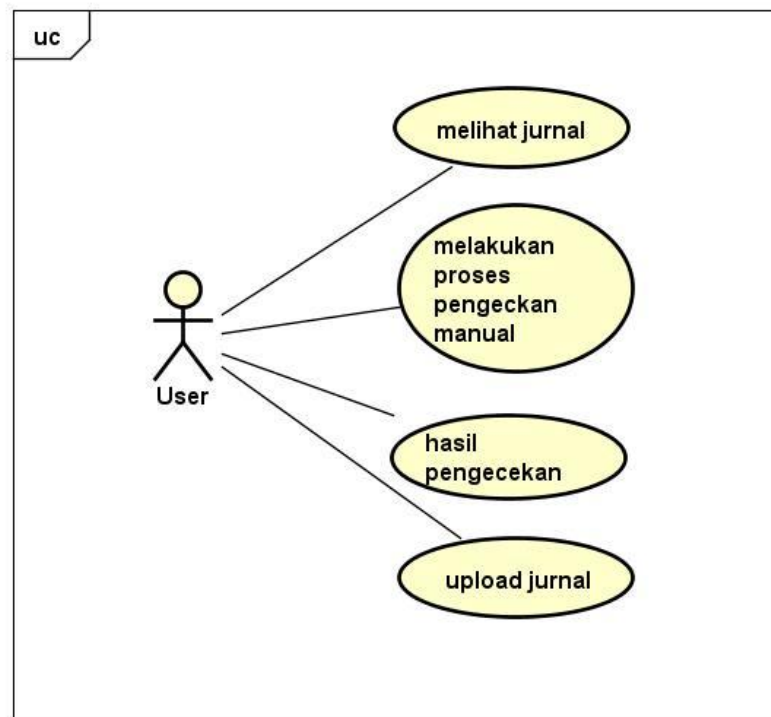 uc
melihat jurnal
melakukan
proses
pengeckan
manual
User
hasil
pengecekan
upload jurnal